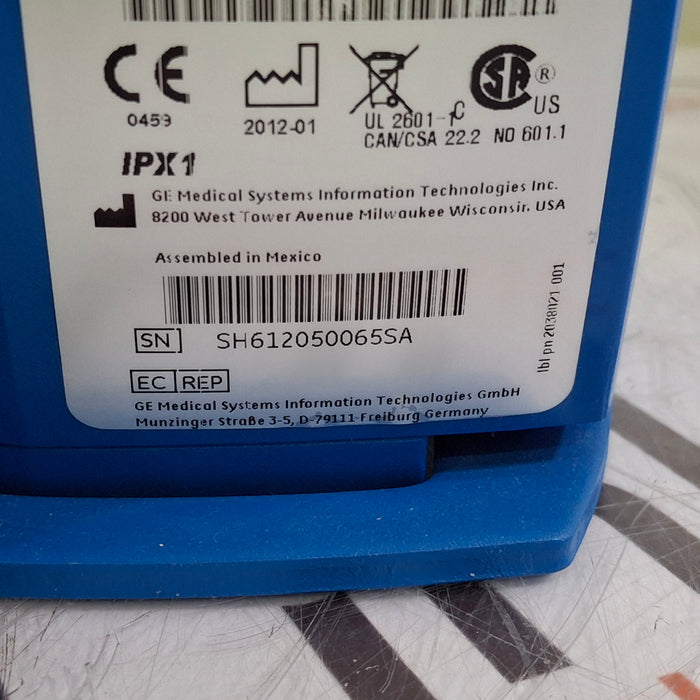 CE
0459
2012-01
UL 2601-1
CAN/CSA 22.2 NO 601.1
C SA ® US
IPX1
GE Medical Systems Information Technologies Inc.
8200 West Tower Avenue Milwaukee Wisconsin. USA
Assembled in Mexico
SN SH612050065SA
EC REP
GE Medical Systems Information Technologies GmbH
Munzinger Straße 3-5, D-79111 Freiburg Germany
lbl pn 2038021 001